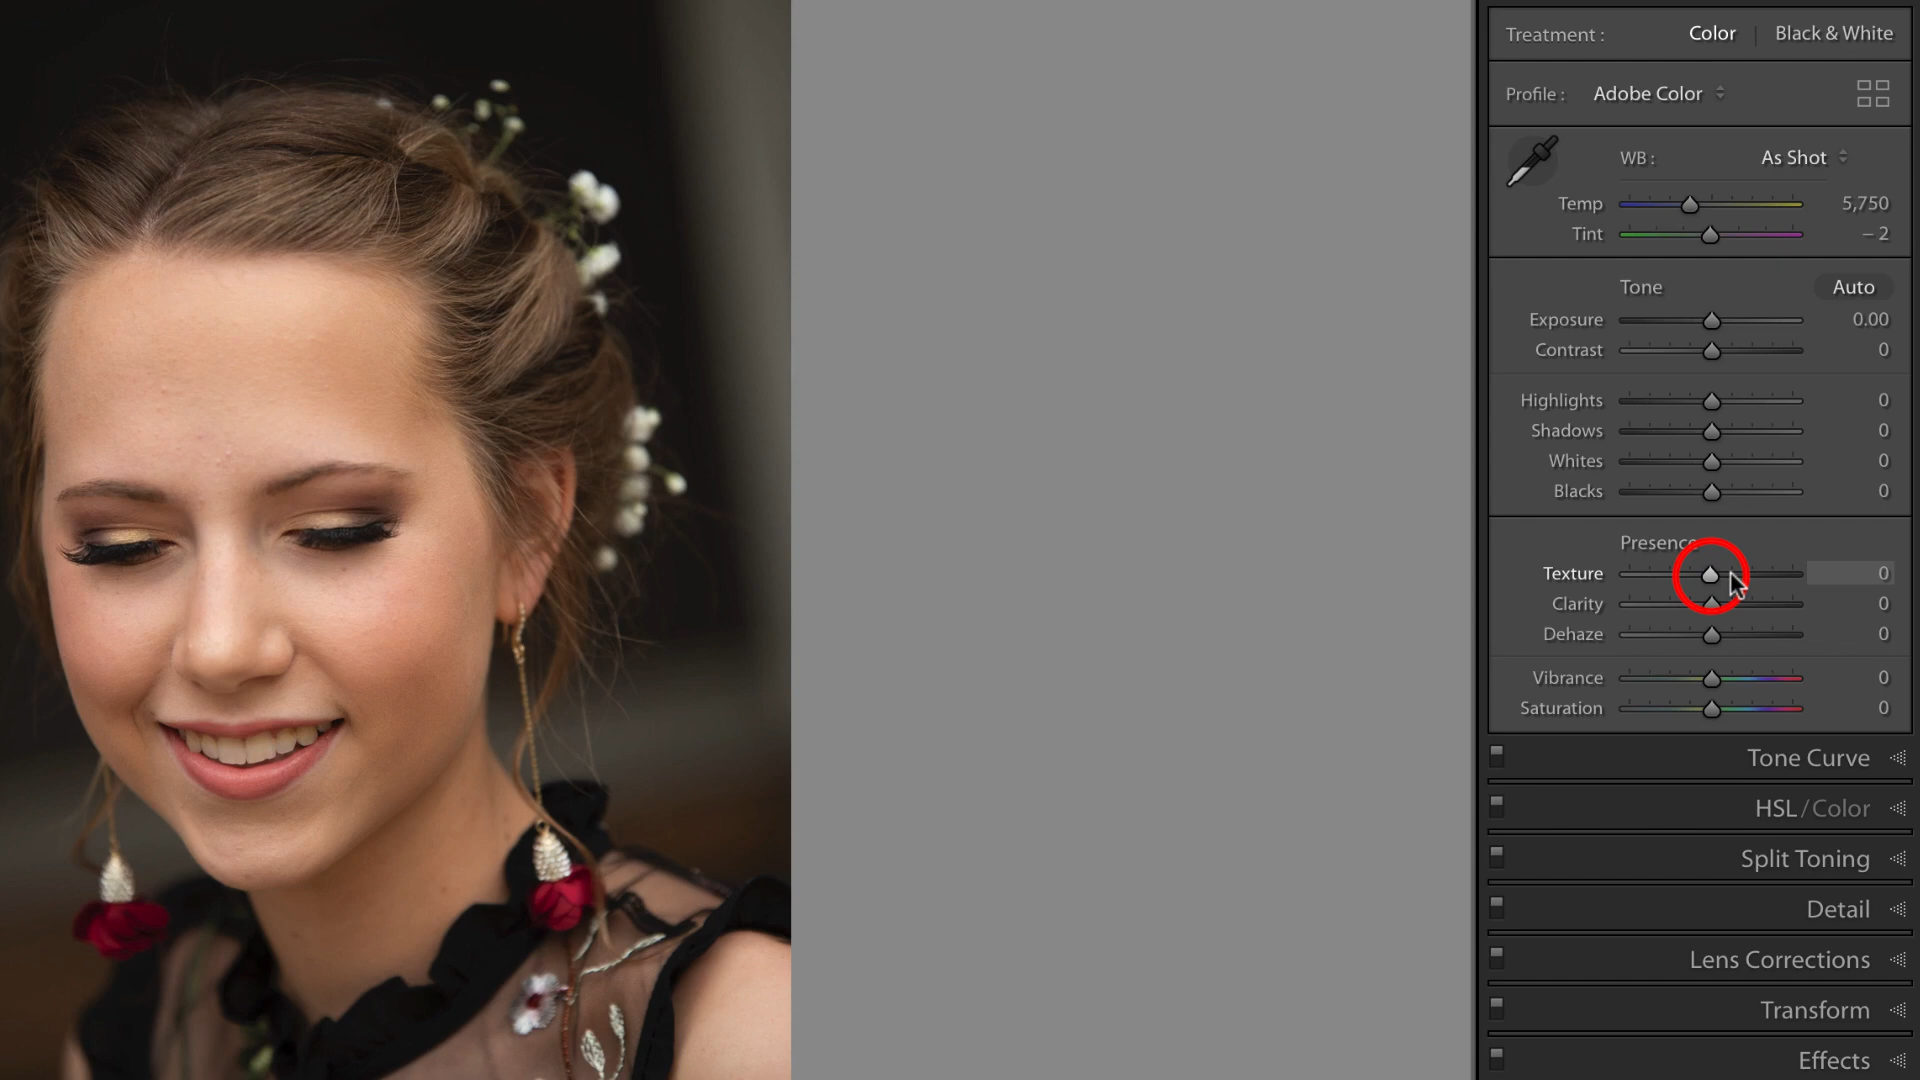 Treatment : Color | Black & White
Profile : Adobe Color
WB : As Shot
Temp 5,750
Tint – 2
Tone Auto
Exposure 0.00
Contrast 0
Highlights 0
Shadows 0
Whites 0
Blacks 0
Presence
Texture 0
Clarity 0
Dehaze 0
Vibrance 0
Saturation 0
Tone Curve
HSL / Color
Split Toning
Detail
Lens Corrections
Transform
Effects